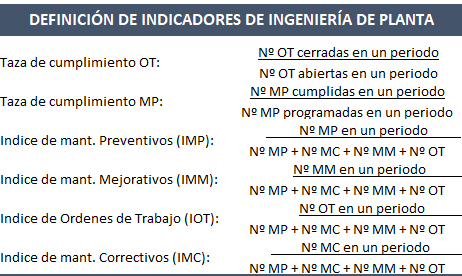 DEFINICIÓN DE INDICADORES DE INGENIERÍA DE PLANTA
Taza de cumplimiento OT:
Nº OT cerradas en un periodo
Nº OT abiertas en un periodo
Taza de cumplimiento MP:
Nº MP cumplidas en un periodo
Nº MP programadas en un periodo
Indice de mant. Preventivos (IMP):
Nº MP en un periodo
Nº MP + Nº MC + Nº MM + Nº OT
Indice de mant. Mejorativos (IMM):
Nº MM en un periodo
Nº MP + Nº MC + Nº MM + Nº OT
Indice de Ordenes de Trabajo (IOT):
Nº OT en un periodo
Nº MP + Nº MC + Nº MM + Nº OT
Indice de mant. Correctivos (IMC):
Nº MC en un periodo
Nº MP + Nº MC + Nº MM + Nº OT